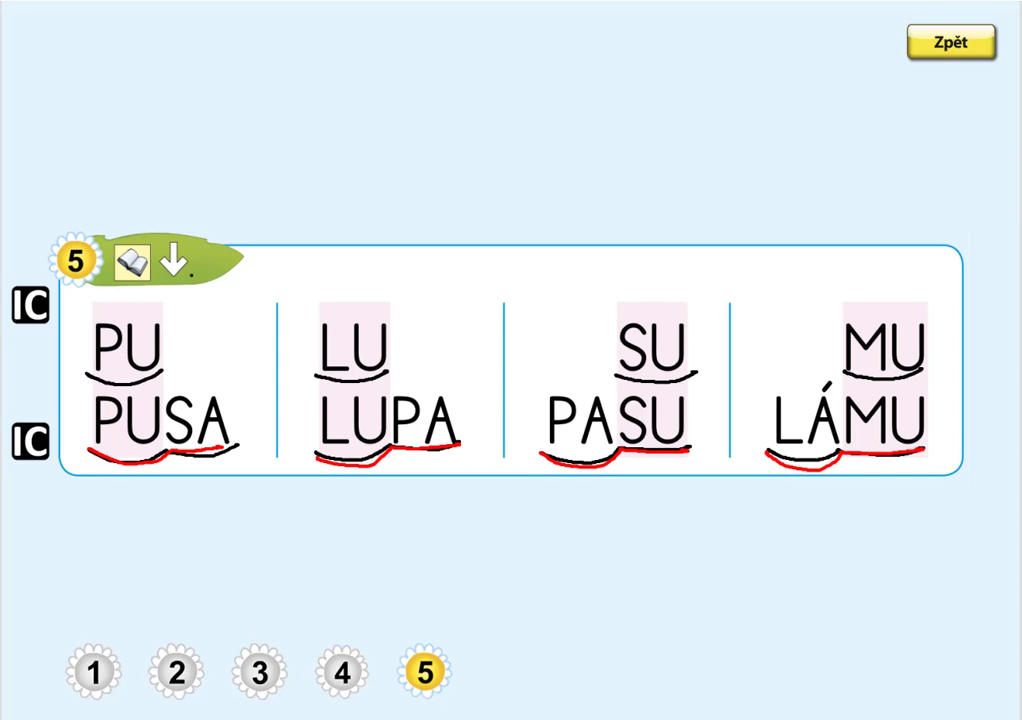 Zpět
5 .
IC
PU LU SU MU
IC
PUSA LUPA PASU LÁMU
1 2 3 4 5